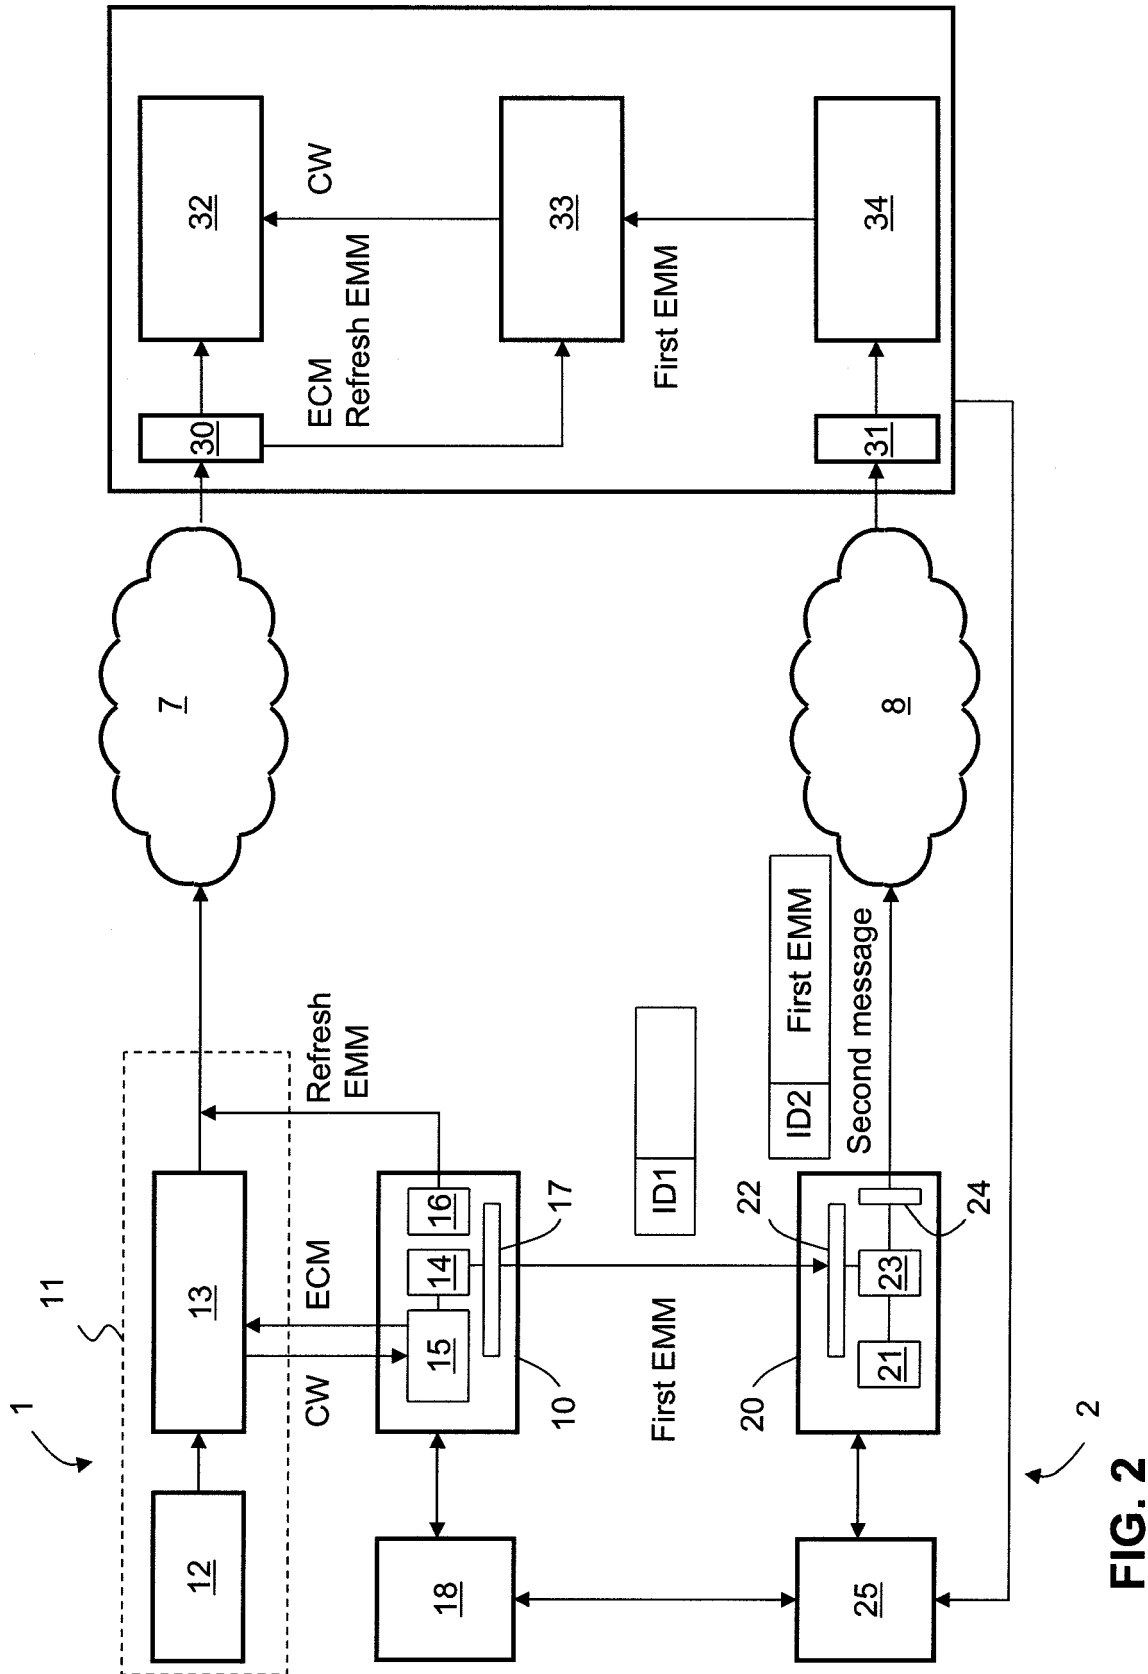 1
11
12
13
CW
ECM
Refresh
EMM
7
30
32
ECM
Refresh EMM
CW
18
15
14
16
10
17
33
First EMM
ID1
First EMM
25
20
21
22
23
24
ID2 First EMM
Second message
8
31
34
2
FIG. 2